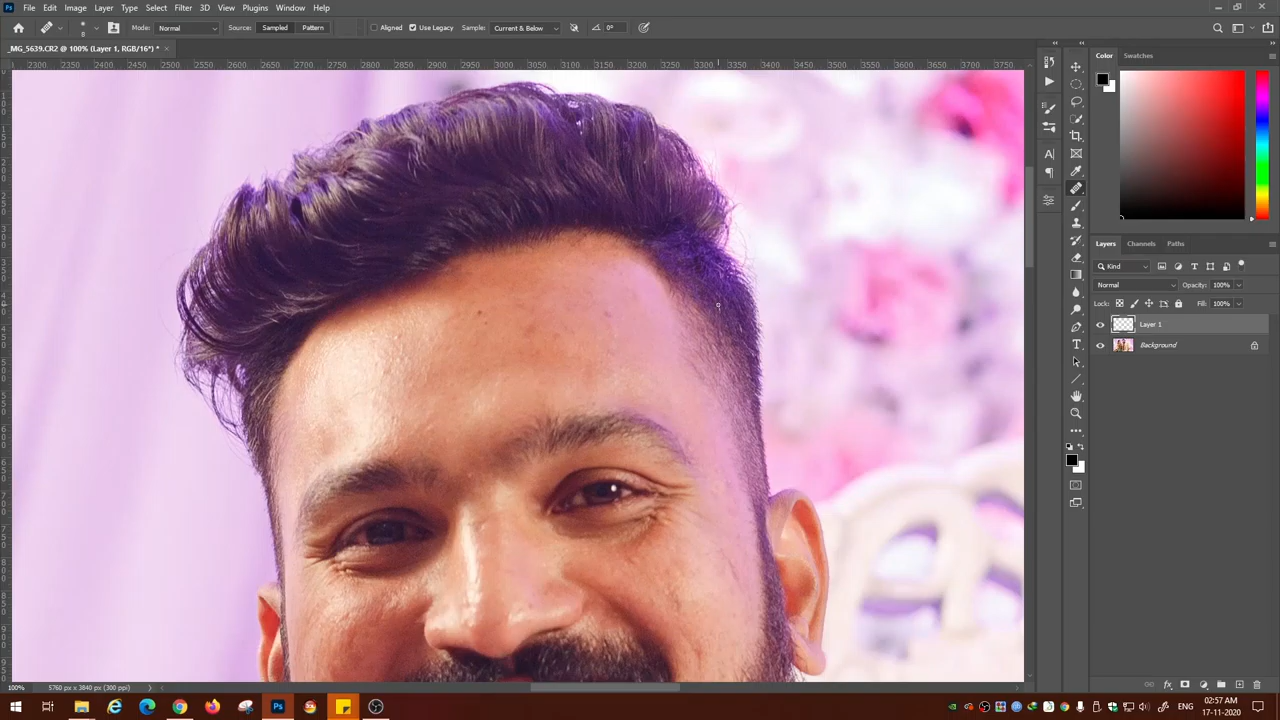 File Edit Image Layer Type Select Filter 3D View Plugins Window Help
Mode: Normal Source: Sampled Pattern Aligned Use Legacy Sample: Current & Below 0°
_MG_5639.CR2 @ 100% (Layer 1, RGB/16*) *
2300 2350 2400 2450 2500 2550 2600 2650 2700 2750 2800 2850 2900 2950 3000 3050 3100 3150 3200 3250 3300 3350 3400 3450 3500 3550 3600 3650 3700 3750
Color Swatches
Layers Channels Paths
Kind
Normal Opacity: 100%
Lock: Fill: 100%
Layer 1
Background
100% 5760 px x 3840 px (300 ppi)
ENG
02:57 AM
17-11-2020